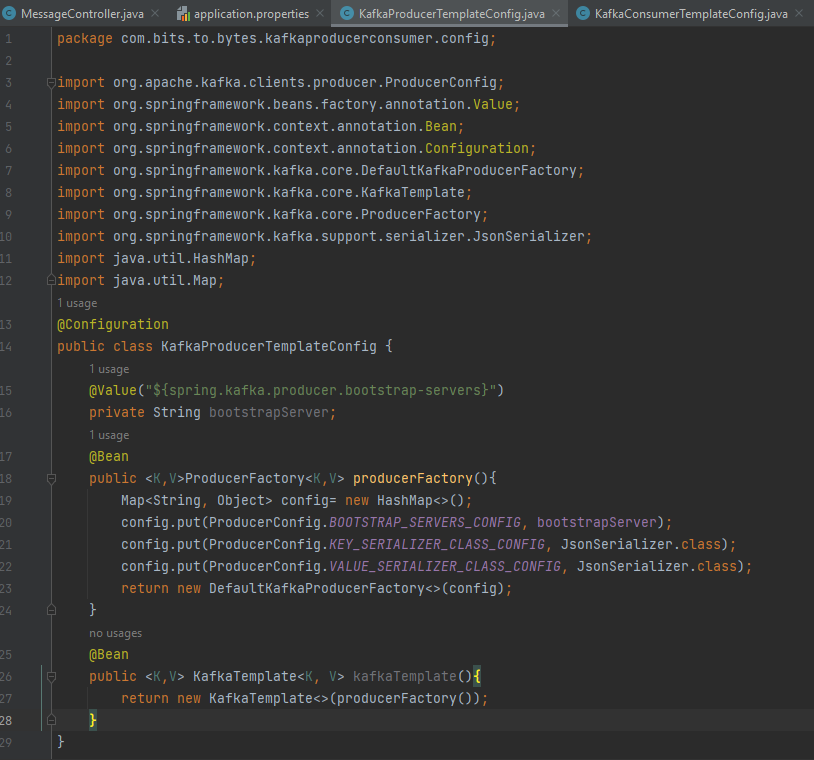 MessageController.java × application.properties × KafkaProducerTemplateConfig.java × KafkaConsumerTemplateConfig.java ×
1 package com.bits.to.bytes.kafkaproducerconsumer.config;
2
3 import org.apache.kafka.clients.producer.ProducerConfig;
4 import org.springframework.beans.factory.annotation.Value;
5 import org.springframework.context.annotation.Bean;
6 import org.springframework.context.annotation.Configuration;
7 import org.springframework.kafka.core.DefaultKafkaProducerFactory;
8 import org.springframework.kafka.core.KafkaTemplate;
9 import org.springframework.kafka.core.ProducerFactory;
10 import org.springframework.kafka.support.serializer.JsonSerializer;
11 import java.util.HashMap;
12 import java.util.Map;
1 usage
13 @Configuration
14 public class KafkaProducerTemplateConfig {
1 usage
15 @Value("${spring.kafka.producer.bootstrap-servers}")
16 private String bootstrapServer;
1 usage
17 @Bean
18 public <K,V>ProducerFactory<K,V> producerFactory(){
19 Map<String, Object> config= new HashMap<>();
20 config.put(ProducerConfig.BOOTSTRAP_SERVERS_CONFIG, bootstrapServer);
21 config.put(ProducerConfig.KEY_SERIALIZER_CLASS_CONFIG, JsonSerializer.class);
22 config.put(ProducerConfig.VALUE_SERIALIZER_CLASS_CONFIG, JsonSerializer.class);
23 return new DefaultKafkaProducerFactory<>(config);
24 }
no usages
25 @Bean
26 public <K,V> KafkaTemplate<K, V> kafkaTemplate(){
27 return new KafkaTemplate<>(producerFactory());
28 }
29 }